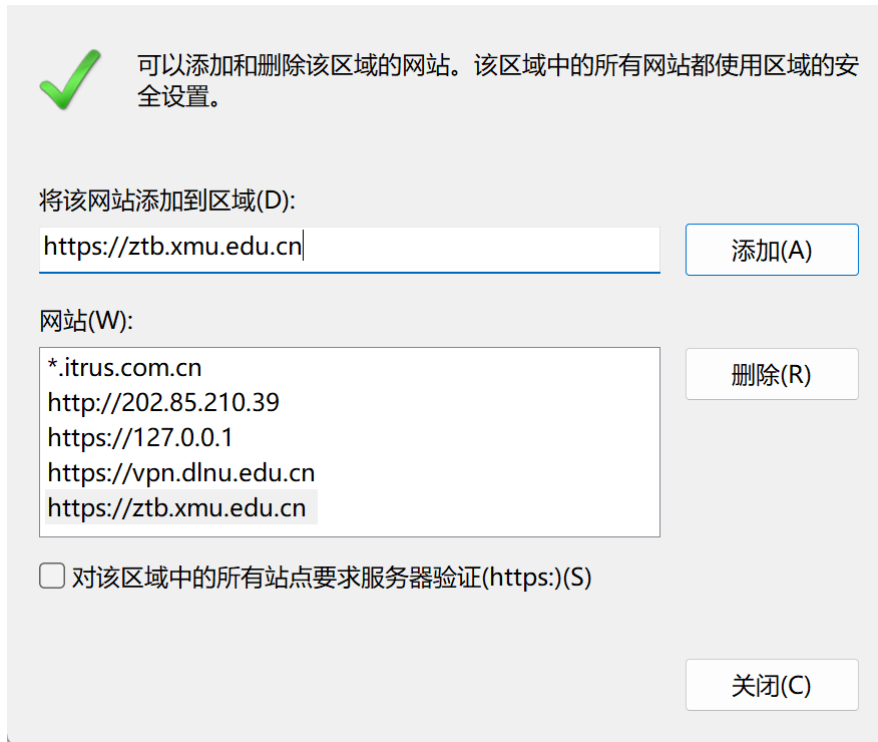 可以添加和删除该区域的网站。该区域中的所有网站都使用区域的安
全设置。
将该网站添加到区域(D):
https://ztb.xmu.edu.cn
添加(A)
网站(W):
*.itrus.com.cn
http://202.85.210.39
https://127.0.0.1
https://vpn.dlnu.edu.cn
https://ztb.xmu.edu.cn
删除(R)
对该区域中的所有站点要求服务器验证(https:)(S)
关闭(C)